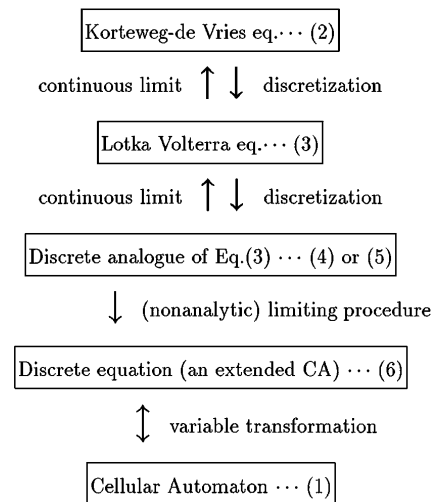 Korteweg-de Vries eq.··· (2)
continuous limit ↑ ↓ discretization
Lotka Volterra eq.··· (3)
continuous limit ↑ ↓ discretization
Discrete analogue of Eq.(3) ··· (4) or (5)
↓ (nonanalytic) limiting procedure
Discrete equation (an extended CA) ··· (6)
↕ variable transformation
Cellular Automaton ··· (1)